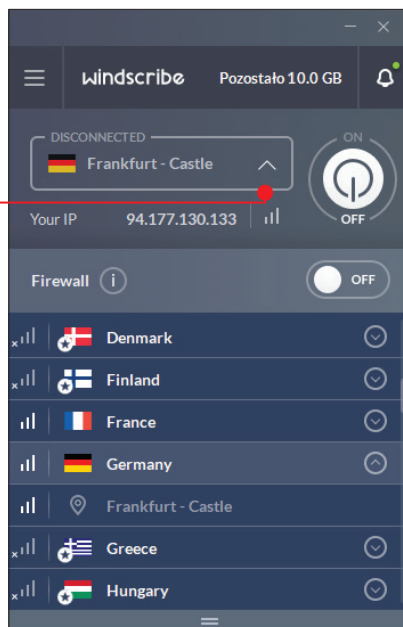 windscribe Pozostało 10.0 GB
DISCONNECTED
Frankfurt - Castle
ON
OFF
Your IP 94.177.130.133
Firewall i OFF
Denmark
Finland
France
Germany
Frankfurt - Castle
Greece
Hungary